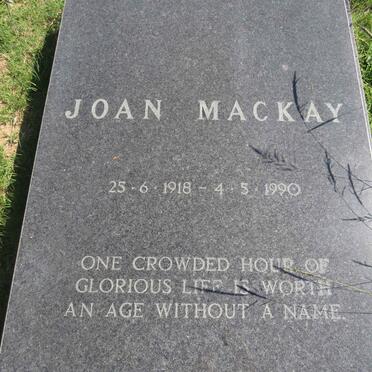 JOAN MACKAY
25·6·1918 – 4·5·1990
ONE CROWDED HOUR OF
GLORIOUS LIFE IS WORTH
AN AGE WITHOUT A NAME.